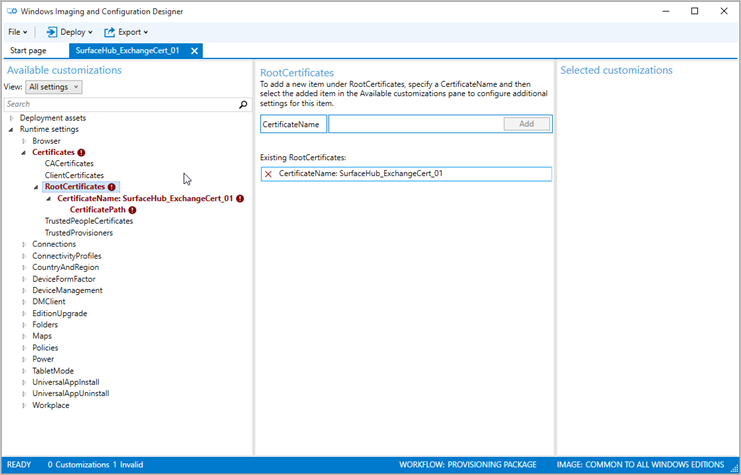 Windows Imaging and Configuration Designer
File Deploy Export
Start page SurfaceHub_ExchangeCert_01
Available customizations
View: All settings
Search
Deployment assets
Runtime settings
Browser
Certificates
CACertificates
ClientCertificates
RootCertificates
CertificateName: SurfaceHub_ExchangeCert_01
CertificatePath
TrustedPeopleCertificates
TrustedProvisioners
Connections
ConnectivityProfiles
CountryAndRegion
DeviceFormFactor
DeviceManagement
DMClient
EditionUpgrade
Folders
Maps
Policies
Power
TabletMode
UniversalAppInstall
UniversalAppUninstall
Workplace
RootCertificates
To add a new item under RootCertificates, specify a CertificateName and then
select the added item in the Available customizations pane to configure additional
settings for this item.
CertificateName Add
Existing RootCertificates:
CertificateName: SurfaceHub_ExchangeCert_01
Selected customizations
READY 0 Customizations 1 Invalid WORKFLOW: PROVISIONING PACKAGE IMAGE: COMMON TO ALL WINDOWS EDITIONS